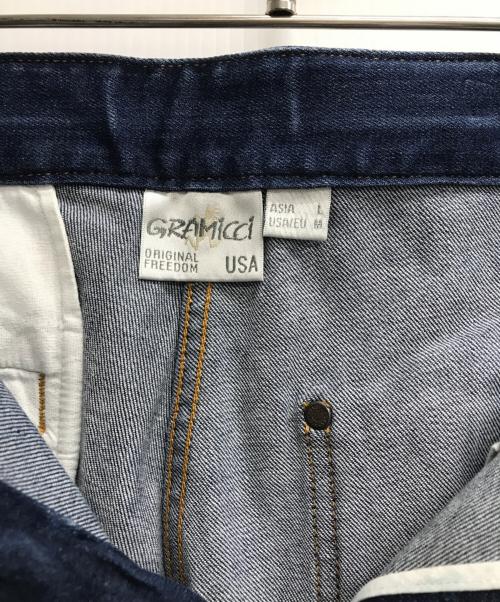 GRAMICCI
ORIGINAL
FREEDOM USA
ASIA L
USA/EU M